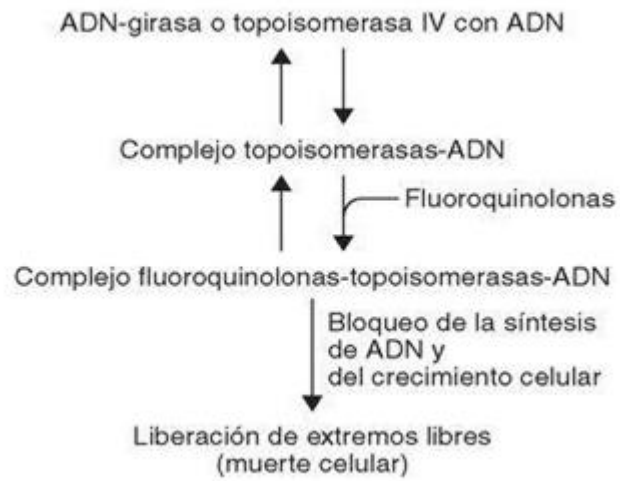 ADN-girasa o topoisomerasa IV con ADN
Complejo topoisomerasas-ADN
Fluoroquinolonas
Complejo fluoroquinolonas-topoisomerasas-ADN
Bloqueo de la síntesis
de ADN y
del crecimiento celular
Liberación de extremos libres
(muerte celular)